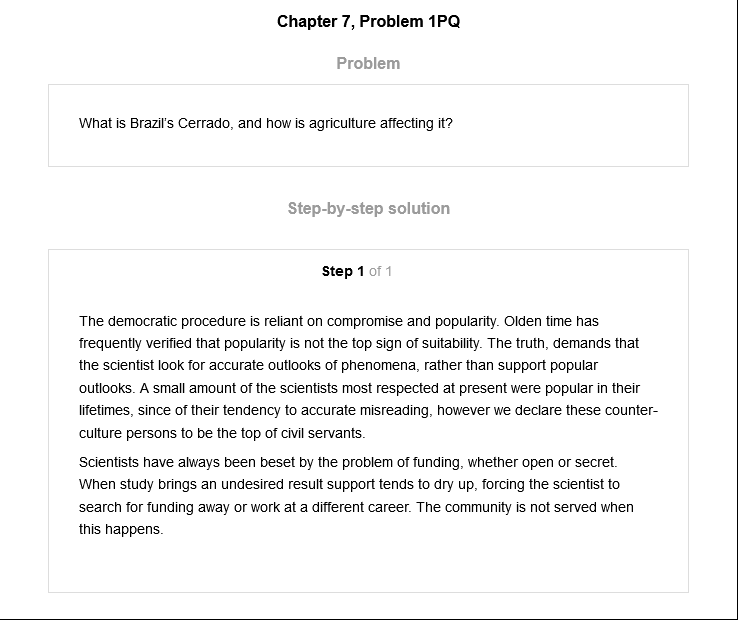 Chapter 7, Problem 1PQ
Problem
What is Brazil's Cerrado, and how is agriculture affecting it?
Step-by-step solution
Step 1 of 1
The democratic procedure is reliant on compromise and popularity. Olden time has
frequently verified that popularity is not the top sign of suitability. The truth, demands that
the scientist look for accurate outlooks of phenomena, rather than support popular
outlooks. A small amount of the scientists most respected at present were popular in their
lifetimes, since of their tendency to accurate misreading, however we declare these counter-
culture persons to be the top of civil servants.
Scientists have always been beset by the problem of funding, whether open or secret.
When study brings an undesired result support tends to dry up, forcing the scientist to
search for funding away or work at a different career. The community is not served when
this happens.